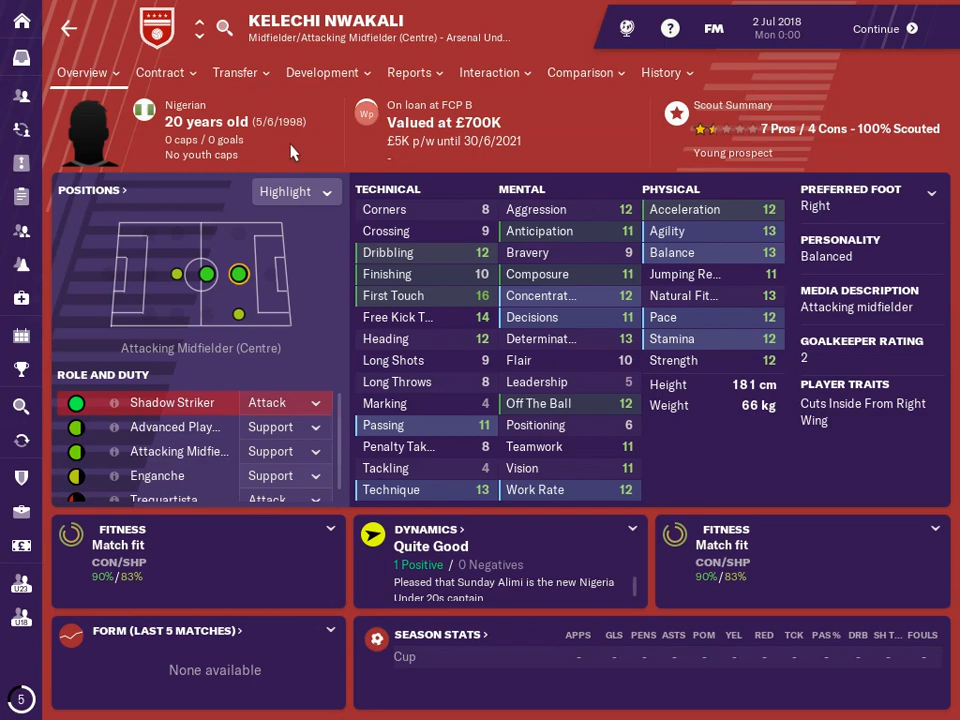 KELECHI NWAKALI
Midfielder/Attacking Midfielder (Centre) - Arsenal Und...
2 Jul 2018
Mon 0:00
?
FM
Continue
Overview
Contract
Transfer
Development
Reports
Interaction
Comparison
History
Nigerian
20 years old (5/6/1998)
0 caps / 0 goals
No youth caps
Wp
On loan at FCP B
Valued at £700K
£5K p/w until 30/6/2021
-
Scout Summary
7 Pros / 4 Cons - 100% Scouted
Young prospect
POSITIONS >
Highlight
Attacking Midfielder (Centre)
ROLE AND DUTY
Shadow Striker Attack
Advanced Play... Support
Attacking Midfie... Support
Enganche Support
Trequartista Attack
TECHNICAL
Corners 8
Crossing 9
Dribbling 12
Finishing 10
First Touch 16
Free Kick T... 14
Heading 12
Long Shots 9
Long Throws 8
Marking 4
Passing 11
Penalty Tak... 8
Tackling 4
Technique 13
MENTAL
Aggression 12
Anticipation 11
Bravery 9
Composure 11
Concentrat... 12
Decisions 11
Determinat... 13
Flair 10
Leadership 5
Off The Ball 12
Positioning 6
Teamwork 11
Vision 11
Work Rate 12
PHYSICAL
Acceleration 12
Agility 13
Balance 13
Jumping Re... 11
Natural Fit... 13
Pace 12
Stamina 12
Strength 12
Height 181 cm
Weight 66 kg
PREFERRED FOOT
Right
PERSONALITY
Balanced
MEDIA DESCRIPTION
Attacking midfielder
GOALKEEPER RATING
2
PLAYER TRAITS
Cuts Inside From Right
Wing
FITNESS
Match fit
CON/SHP
90%/83%
DYNAMICS >
Quite Good
1 Positive / 0 Negatives
Pleased that Sunday Alimi is the new Nigeria
Under 20s captain
FITNESS
Match fit
CON/SHP
90%/83%
FORM (LAST 5 MATCHES) >
None available
SEASON STATS >
APPS GLS PENS ASTS POM YEL RED TCK PAS % DRB SH T... FOULS
Cup - - - - - - - - - - - -
U23
U18
5